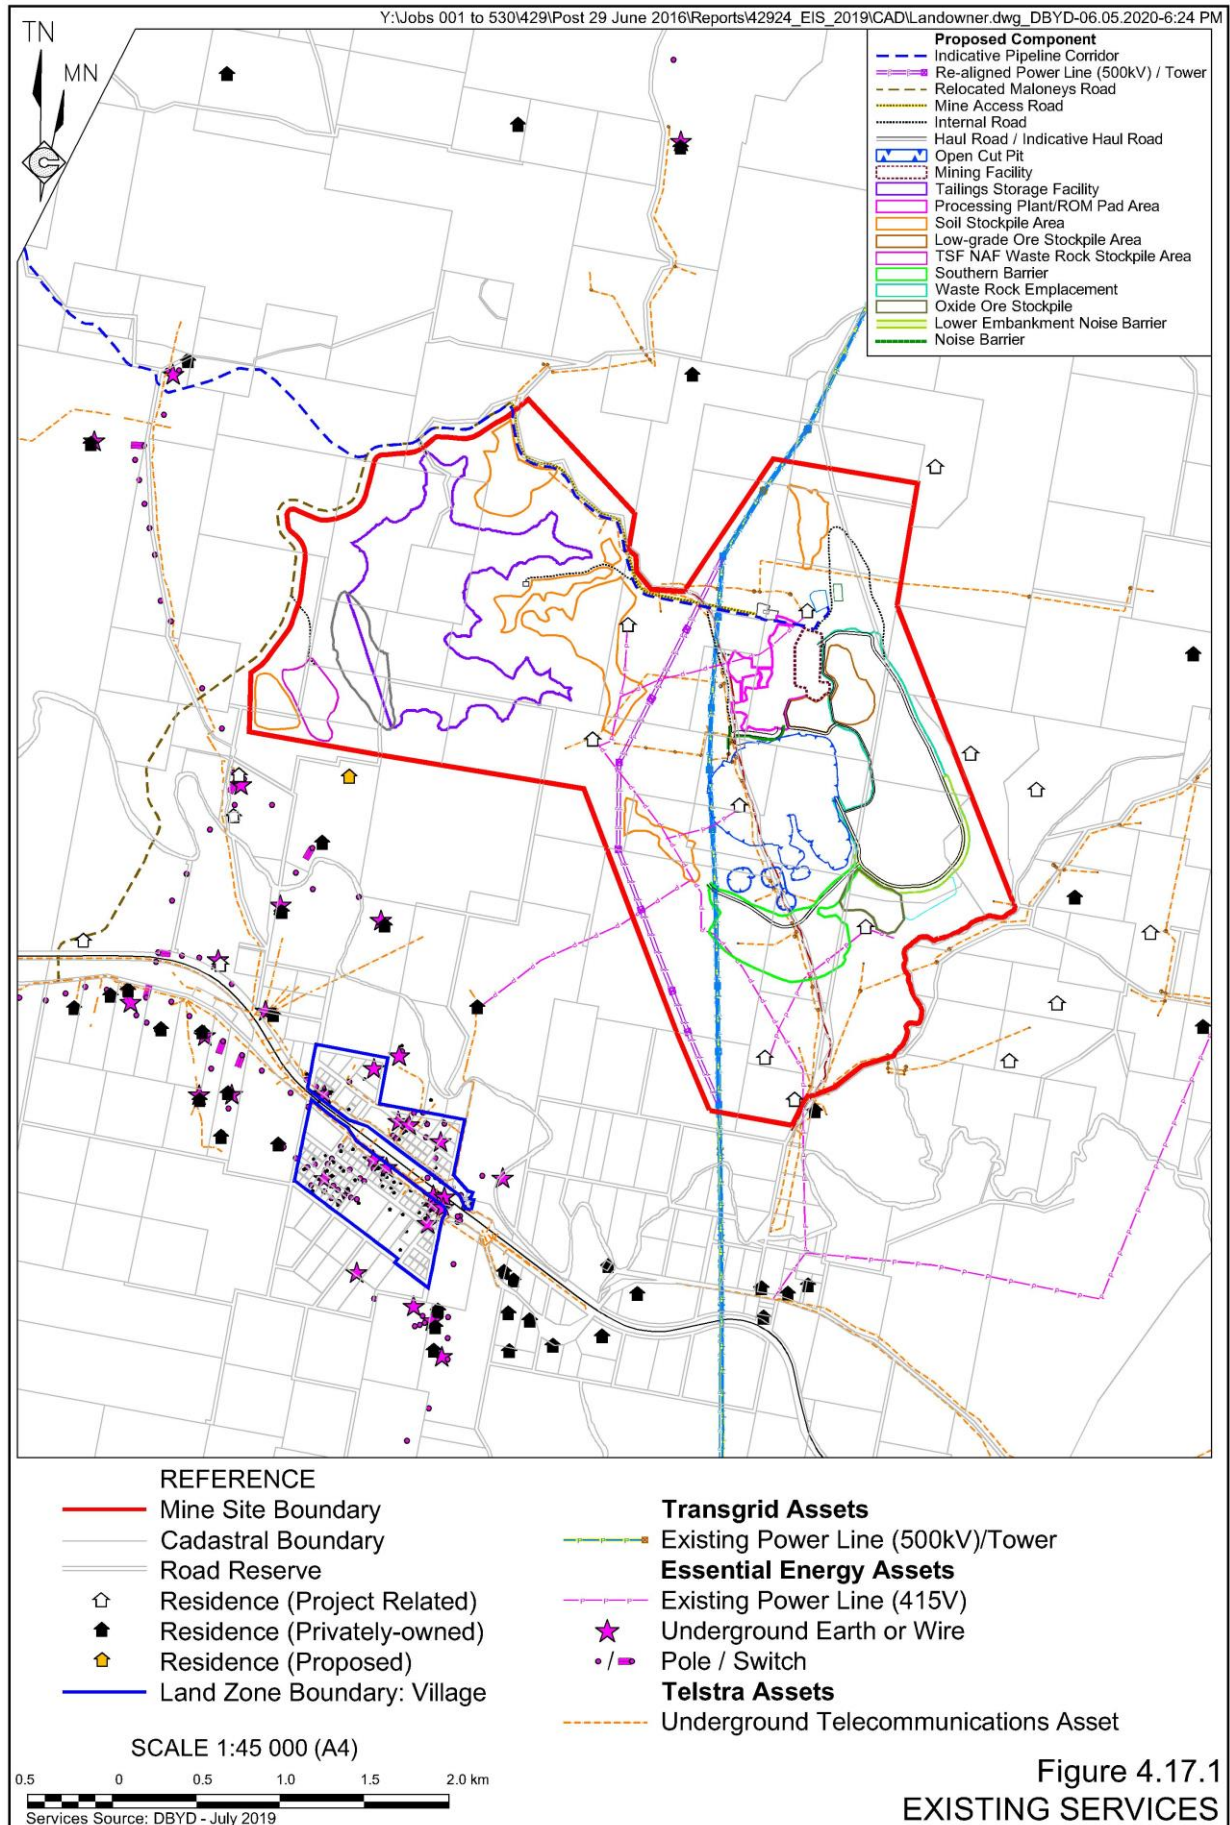 Y:\Jobs 001 to 530\429\Post 29 June 2016\Reports\42924_EIS_2019\CAD\Landowner.dwg_DBYD-06.05.2020-6:24 PM
TN
MN
Proposed Component
Indicative Pipeline Corridor
Re-aligned Power Line (500kV) / Tower
Relocated Maloneys Road
Mine Access Road
Internal Road
Haul Road / Indicative Haul Road
Open Cut Pit
Mining Facility
Tailings Storage Facility
Processing Plant/ROM Pad Area
Soil Stockpile Area
Low-grade Ore Stockpile Area
TSF NAF Waste Rock Stockpile Area
Southern Barrier
Waste Rock Emplacement
Oxide Ore Stockpile
Lower Embankment Noise Barrier
Noise Barrier
REFERENCE
Mine Site Boundary
Cadastral Boundary
Road Reserve
Residence (Project Related)
Residence (Privately-owned)
Residence (Proposed)
Land Zone Boundary: Village
Transgrid Assets
Existing Power Line (500kV)/Tower
Essential Energy Assets
Existing Power Line (415V)
Underground Earth or Wire
Pole / Switch
Telstra Assets
Underground Telecommunications Asset
SCALE 1:45 000 (A4)
0.5 0 0.5 1.0 1.5 2.0 km
Services Source: DBYD - July 2019
Figure 4.17.1
EXISTING SERVICES